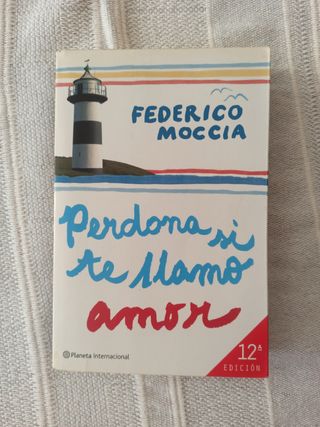 FEDERICO
MOCCIA
Perdona si
te llamo
amor
Planeta Internacional
12ª
EDICIÓN